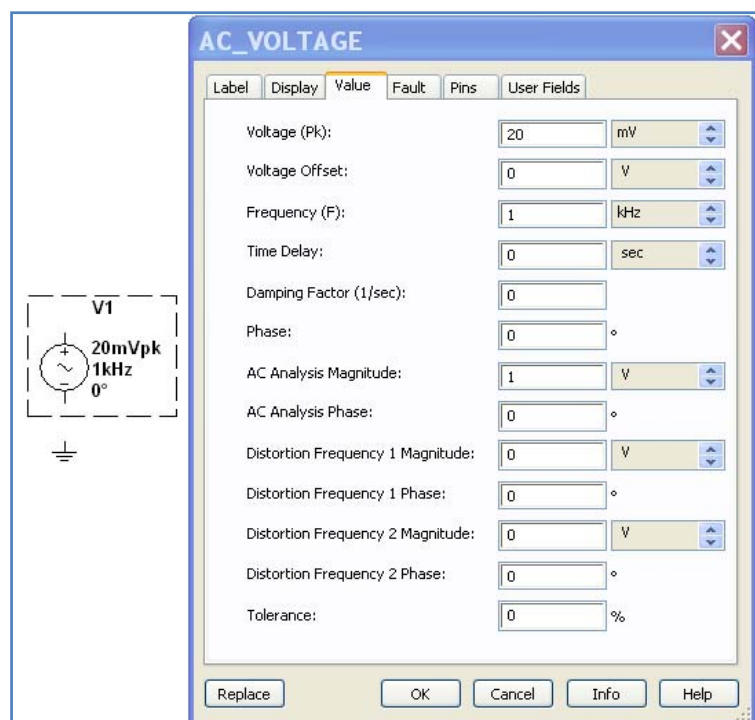 AC_VOLTAGE
Label Display Value Fault Pins User Fields
Voltage (Pk): 20 mV
Voltage Offset: 0 V
Frequency (F): 1 kHz
Time Delay: 0 sec
Damping Factor (1/sec): 0
Phase: 0 °
AC Analysis Magnitude: 1 V
AC Analysis Phase: 0 °
Distortion Frequency 1 Magnitude: 0 V
Distortion Frequency 1 Phase: 0 °
Distortion Frequency 2 Magnitude: 0 V
Distortion Frequency 2 Phase: 0 °
Tolerance: 0 %
Replace OK Cancel Info Help
V1
20mVpk
1kHz
0°